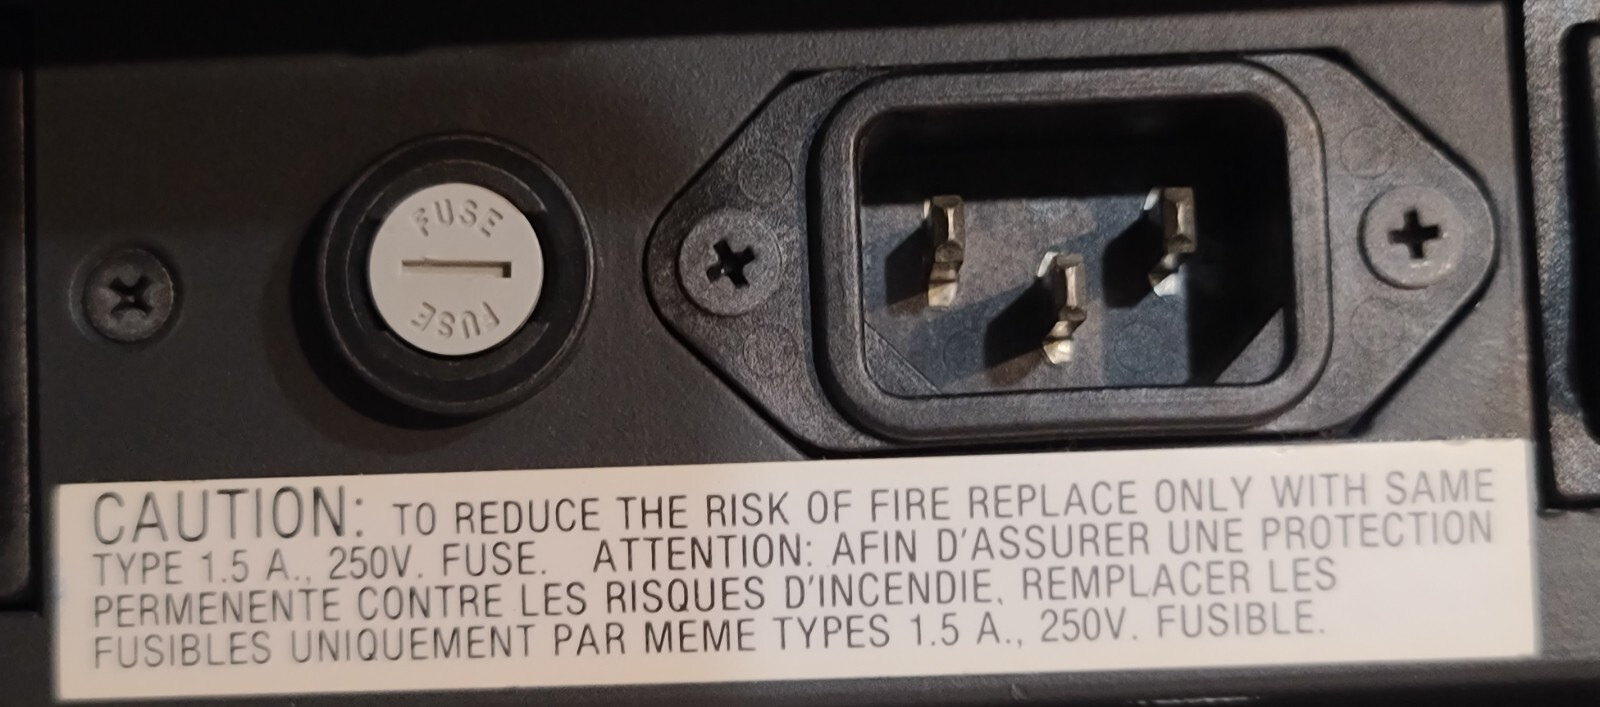 FUSE
FUSE
CAUTION: TO REDUCE THE RISK OF FIRE REPLACE ONLY WITH SAME
TYPE 1.5 A., 250V. FUSE. ATTENTION: AFIN D'ASSURER UNE PROTECTION
PERMENENTE CONTRE LES RISQUES D'INCENDIE, REMPLACER LES
FUSIBLES UNIQUEMENT PAR MEME TYPES 1.5 A., 250V. FUSIBLE.